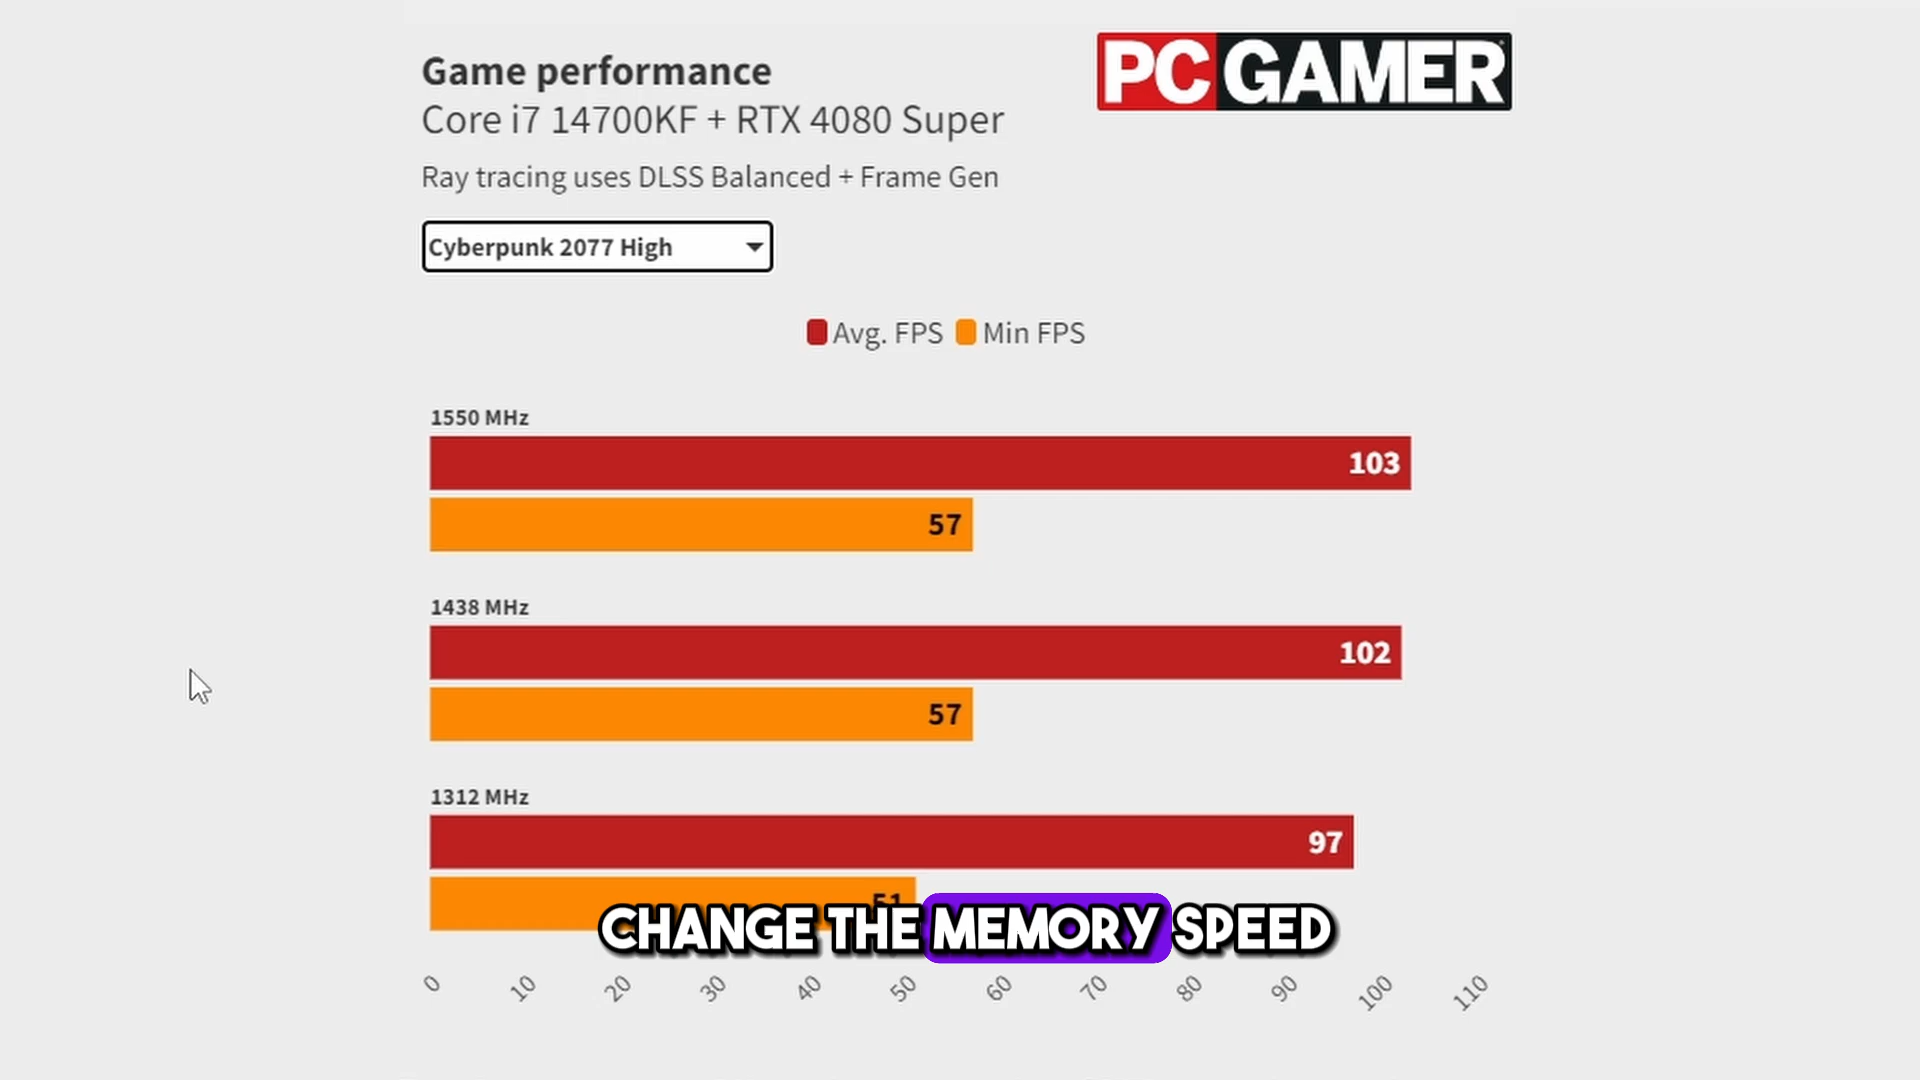 PC GAMER
Game performance
Core i7 14700KF + RTX 4080 Super
Ray tracing uses DLSS Balanced + Frame Gen
Cyberpunk 2077 High
Avg. FPS Min FPS
1550 MHz
103
57
1438 MHz
102
57
1312 MHz
97
51
CHANGE THE MEMORY SPEED
0 10 20 30 40 50 60 70 80 90 100 110